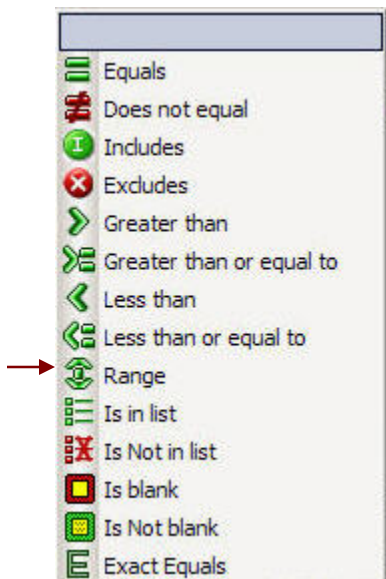 Equals
Does not equal
Includes
Excludes
Greater than
Greater than or equal to
Less than
Less than or equal to
Range
Is in list
Is Not in list
Is blank
Is Not blank
Exact Equals